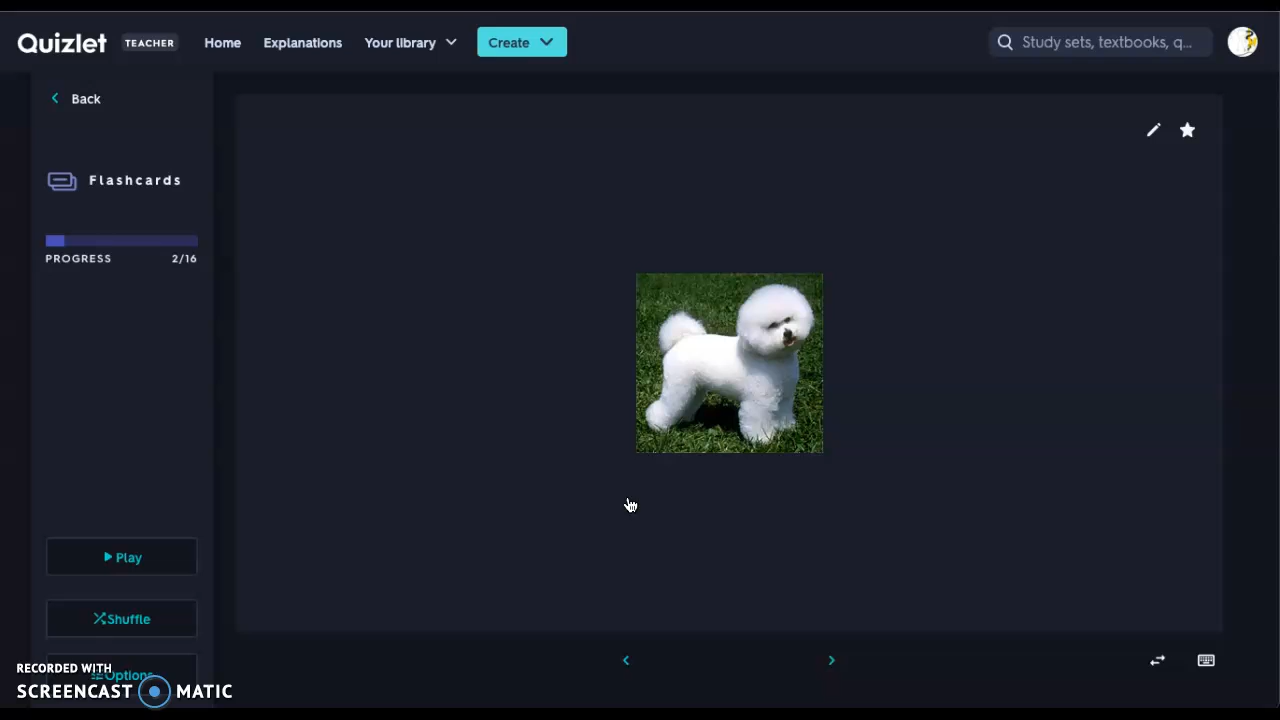 Quizlet TEACHER Home Explanations Your library Create Study sets, textbooks, q...
Back
Flashcards
PROGRESS 2/16
Play
Shuffle
Options
RECORDED WITH
SCREENCAST MATIC